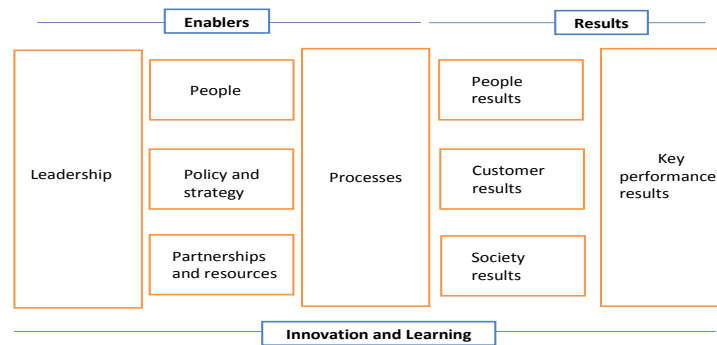 Enablers
Results
Leadership
People
Policy and
strategy
Partnerships
and resources
Processes
People
results
Customer
results
Society
results
Key
performance
results
Innovation and Learning